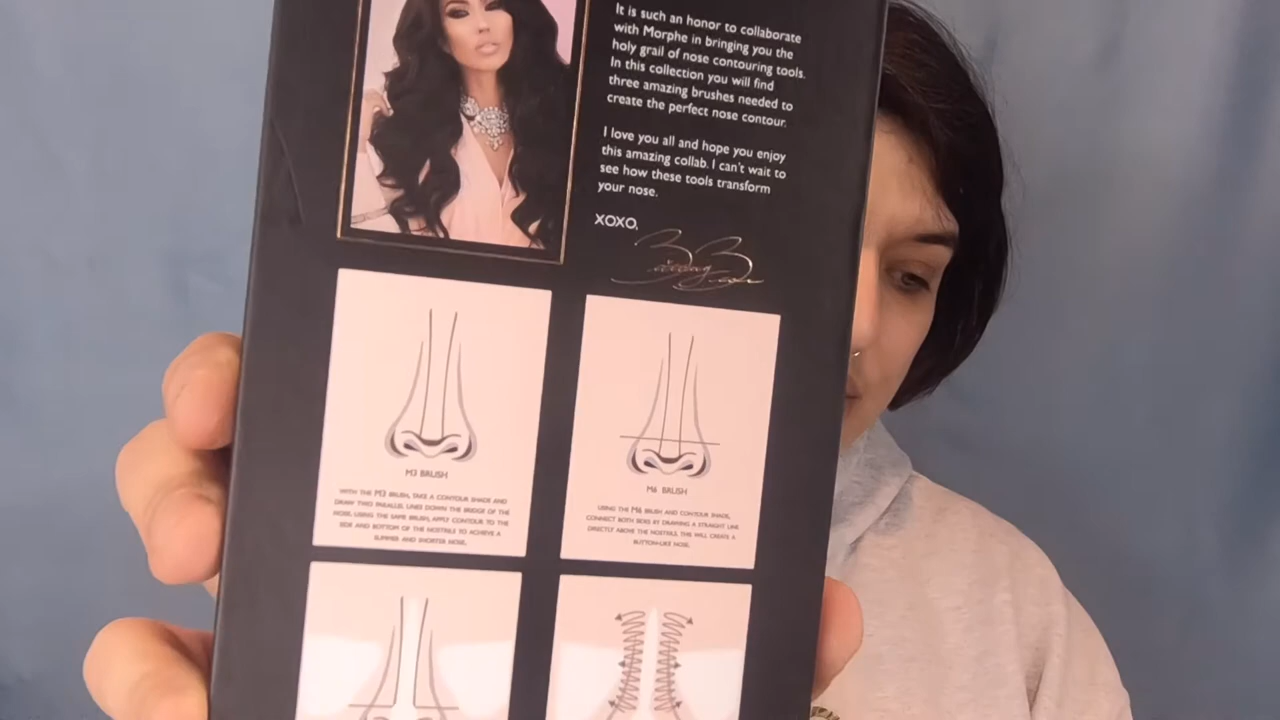 It is such an honor to collaborate
with Morphe in bringing you the
holy grail of nose contouring tools.
In this collection you will find
three amazing brushes needed to
create the perfect nose contour.
I love you all and hope you enjoy
this amazing collab. I can't wait to
see how these tools transform
your nose.
XOXO,
M3 BRUSH
WITH THE M3 BRUSH, TAKE A CONTOUR SHADE AND
DRAW TWO PARALLEL LINES DOWN THE BRIDGE OF THE
NOSE. USING THE SAME BRUSH, APPLY CONTOUR TO THE
SIDE AND BOTTOM OF THE NOSTRILS TO ACHIEVE A
SLIMMER AND SHORTER NOSE.
M6 BRUSH
USING THE M6 BRUSH AND CONTOUR SHADE,
CONNECT BOTH SIDES BY DRAWING A STRAIGHT LINE
DIRECTLY ABOVE THE NOSTRILS. THIS WILL CREATE A
BUTTON-LIKE NOSE.